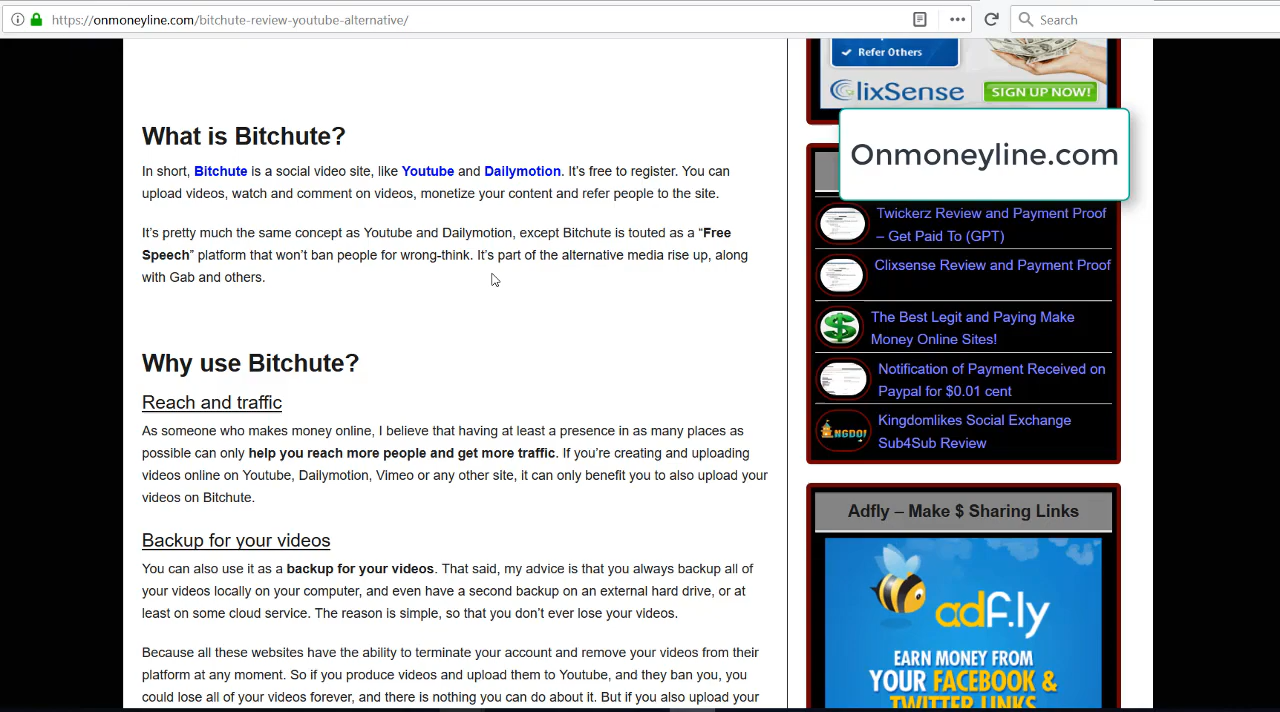 https://onmoneyline.com/bitchute-review-youtube-alternative/
Search
What is Bitchute?
In short, Bitchute is a social video site, like Youtube and Dailymotion. It’s free to register. You can
upload videos, watch and comment on videos, monetize your content and refer people to the site.
It’s pretty much the same concept as Youtube and Dailymotion, except Bitchute is touted as a “Free
Speech” platform that won’t ban people for wrong-think. It’s part of the alternative media rise up, along
with Gab and others.
Why use Bitchute?
Reach and traffic
As someone who makes money online, I believe that having at least a presence in as many places as
possible can only help you reach more people and get more traffic. If you’re creating and uploading
videos online on Youtube, Dailymotion, Vimeo or any other site, it can only benefit you to also upload your
videos on Bitchute.
Backup for your videos
You can also use it as a backup for your videos. That said, my advice is that you always backup all of
your videos locally on your computer, and even have a second backup on an external hard drive, or at
least on some cloud service. The reason is simple, so that you don’t ever lose your videos.
Because all these websites have the ability to terminate your account and remove your videos from their
platform at any moment. So if you produce videos and upload them to Youtube, and they ban you, you
could lose all of your videos forever, and there is nothing you can do about it. But if you also upload your
Refer Others
ClixSense
SIGN UP NOW!
Onmoneyline.com
Twickerz Review and Payment Proof
– Get Paid To (GPT)
Clixsense Review and Payment Proof
The Best Legit and Paying Make
Money Online Sites!
Notification of Payment Received on
Paypal for $0.01 cent
NGDO!
Kingdomlikes Social Exchange
Sub4Sub Review
Adfly – Make $ Sharing Links
adf.ly
EARN MONEY FROM
YOUR FACEBOOK &
TWITTER LINKS